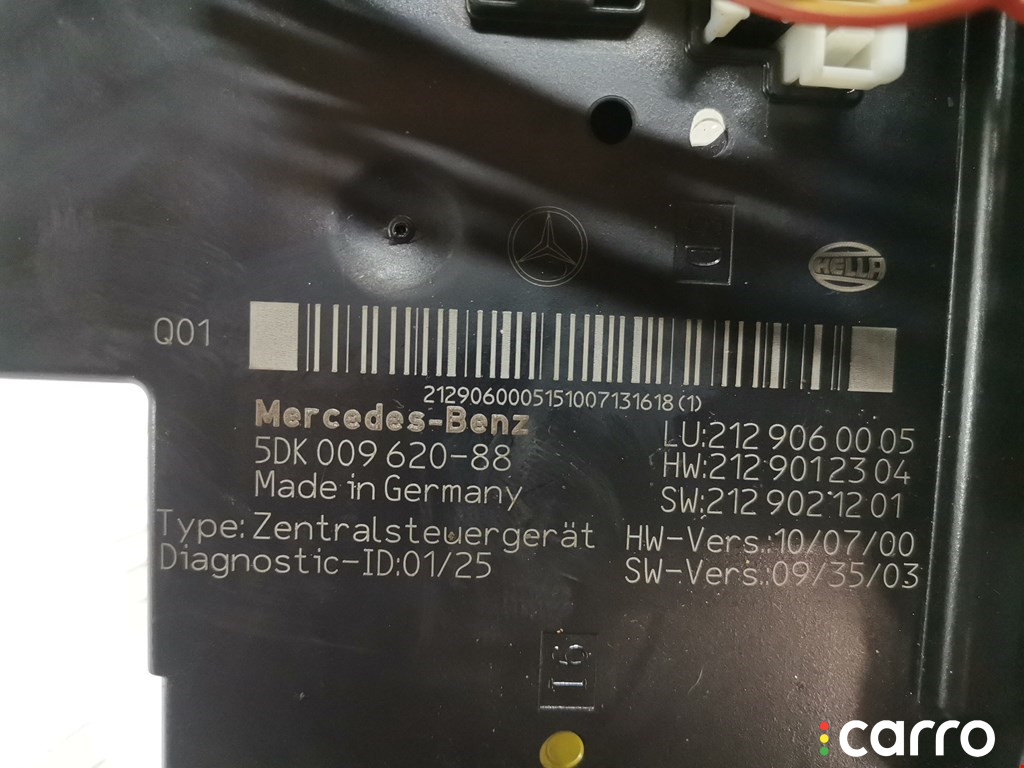 D
HELLA
Q01
2129060005151007131618(1)
Mercedes-Benz
5DK 009 620-88
Made in Germany
Type: Zentralsteuergerät
Diagnostic-ID:01/25
LU:212 906 00 05
HW:212 901 23 04
SW:212 902 12 01
HW-Vers.:10/07/00
SW-Vers.:09/35/03
16
carro